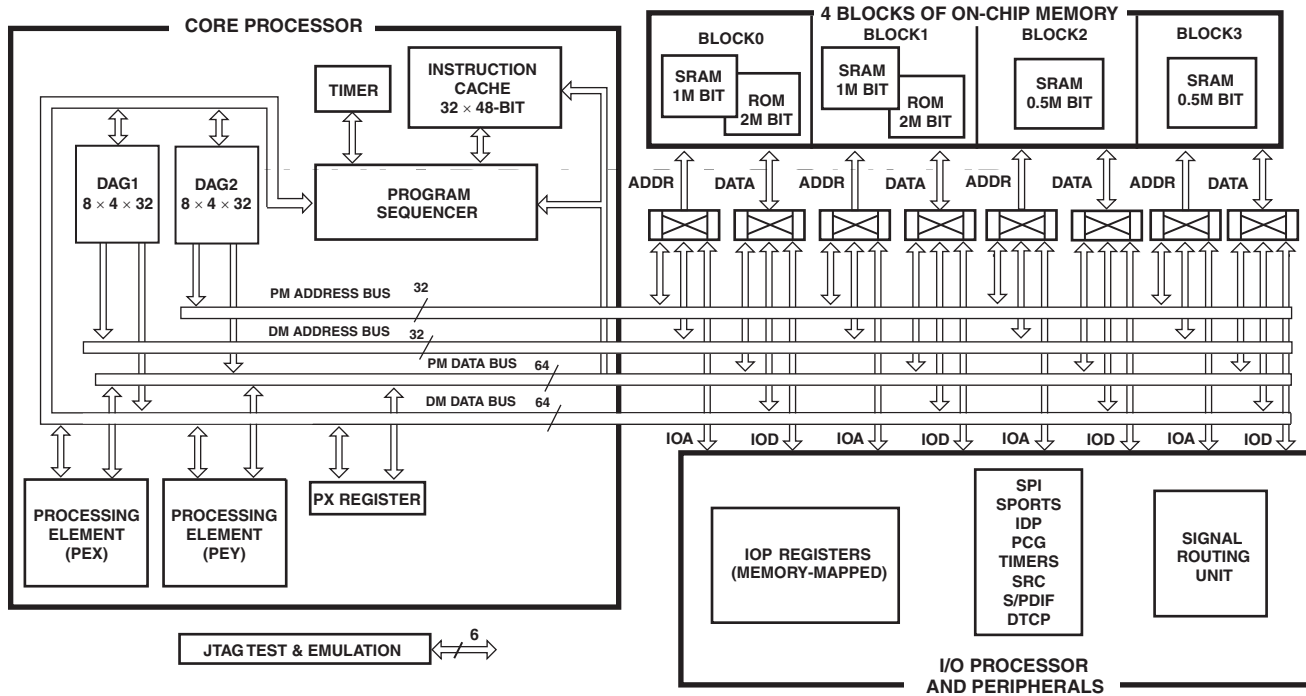 CORE PROCESSOR
TIMER
INSTRUCTION
CACHE
32 × 48-BIT
DAG1
8 × 4 × 32
DAG2
8 × 4 × 32
PROGRAM
SEQUENCER
PM ADDRESS BUS
32
DM ADDRESS BUS
32
PM DATA BUS
64
DM DATA BUS
64
PROCESSING
ELEMENT
(PEX)
PROCESSING
ELEMENT
(PEY)
PX REGISTER
JTAG TEST & EMULATION
6
4 BLOCKS OF ON-CHIP MEMORY
BLOCK0
SRAM
1M BIT
ROM
2M BIT
BLOCK1
SRAM
1M BIT
ROM
2M BIT
BLOCK2
SRAM
0.5M BIT
BLOCK3
SRAM
0.5M BIT
ADDR
DATA
ADDR
DATA
ADDR
DATA
ADDR
DATA
IOA
IOD
IOA
IOD
IOA
IOD
IOA
IOD
IOP REGISTERS
(MEMORY-MAPPED)
SPI
SPORTS
IDP
PCG
TIMERS
SRC
S/PDIF
DTCP
SIGNAL
ROUTING
UNIT
I/O PROCESSOR
AND PERIPHERALS